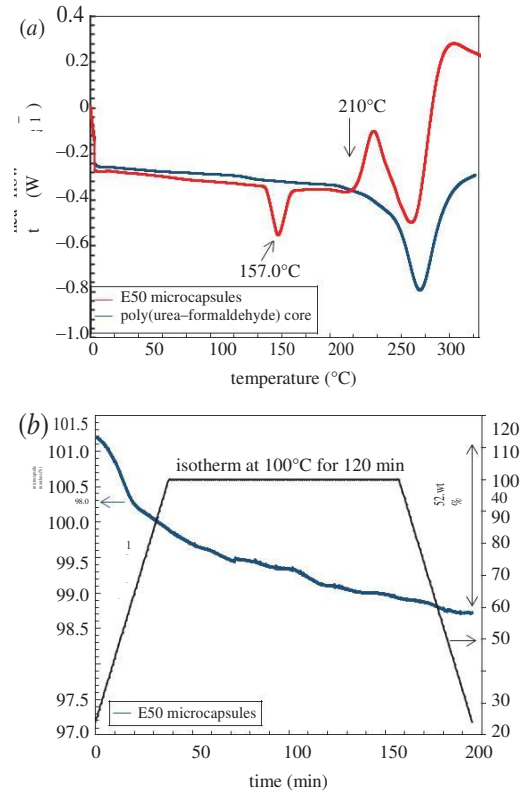 (a)
0.4
0.2
0
−0.2
−0.4
−0.6
−0.8
−1.0
(W
210°C
157.0°C
E50 microcapsules
poly(urea–formaldehyde) core
0 50 100 150 200 250 300
temperature (°C)
(b)
101.5
101.0
100.5
98.0
100.0
99.5
99.0
98.5
97.5
97.0
1
isotherm at 100°C for 120 min
52.wt
%
120
110
100
90
80
70
60
50
30
20
E50 microcapsules
0 50 100 150 200
time (min)